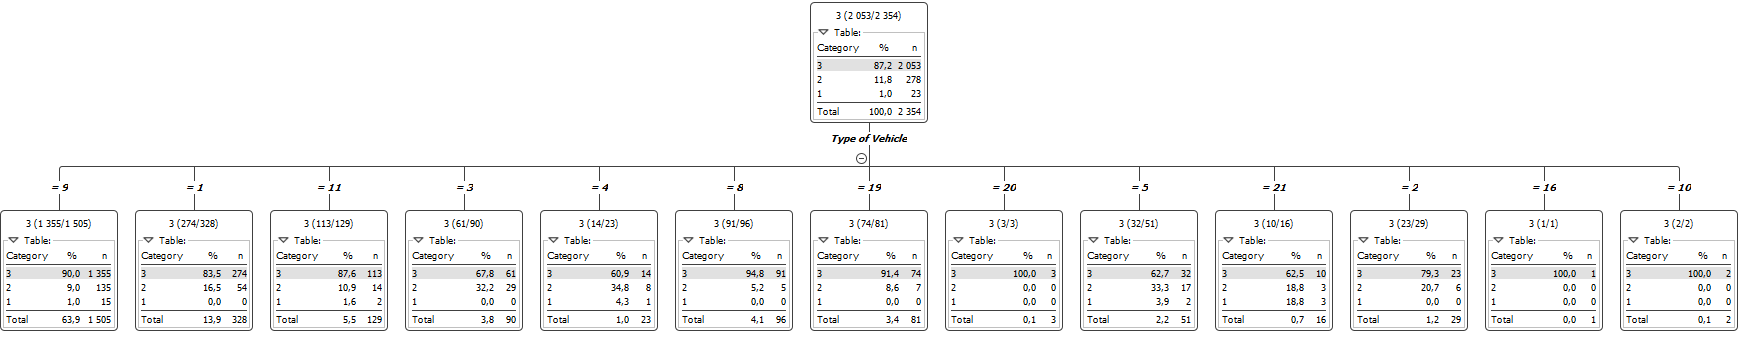 3 (2 053/2 354)
Table:
Category % n
3 87,2 2 053
2 11,8 278
1 1,0 23
Total 100,0 2 354
Type of Vehicle
= 9
3 (1 355/1 505)
Table:
Category % n
3 90,0 1 355
2 9,0 135
1 1,0 15
Total 63,9 1 505
= 1
3 (274/328)
Table:
Category % n
3 83,5 274
2 16,5 54
1 0,0 0
Total 13,9 328
= 11
3 (113/129)
Table:
Category % n
3 87,6 113
2 10,9 14
1 1,6 2
Total 5,5 129
= 3
3 (61/90)
Table:
Category % n
3 67,8 61
2 32,2 29
1 0,0 0
Total 3,8 90
= 4
3 (14/23)
Table:
Category % n
3 60,9 14
2 34,8 8
1 4,3 1
Total 1,0 23
= 8
3 (91/96)
Table:
Category % n
3 94,8 91
2 5,2 5
1 0,0 0
Total 4,1 96
= 19
3 (74/81)
Table:
Category % n
3 91,4 74
2 8,6 7
1 0,0 0
Total 3,4 81
= 20
3 (3/3)
Table:
Category % n
3 100,0 3
2 0,0 0
1 0,0 0
Total 0,1 3
= 5
3 (32/51)
Table:
Category % n
3 62,7 32
2 33,3 17
1 3,9 2
Total 2,2 51
= 21
3 (10/16)
Table:
Category % n
3 62,5 10
2 18,8 3
1 18,8 3
Total 0,7 16
= 2
3 (23/29)
Table:
Category % n
3 79,3 23
2 20,7 6
1 0,0 0
Total 1,2 29
= 16
3 (1/1)
Table:
Category % n
3 100,0 1
2 0,0 0
1 0,0 0
Total 0,0 1
= 10
3 (2/2)
Table:
Category % n
3 100,0 2
2 0,0 0
1 0,0 0
Total 0,1 2